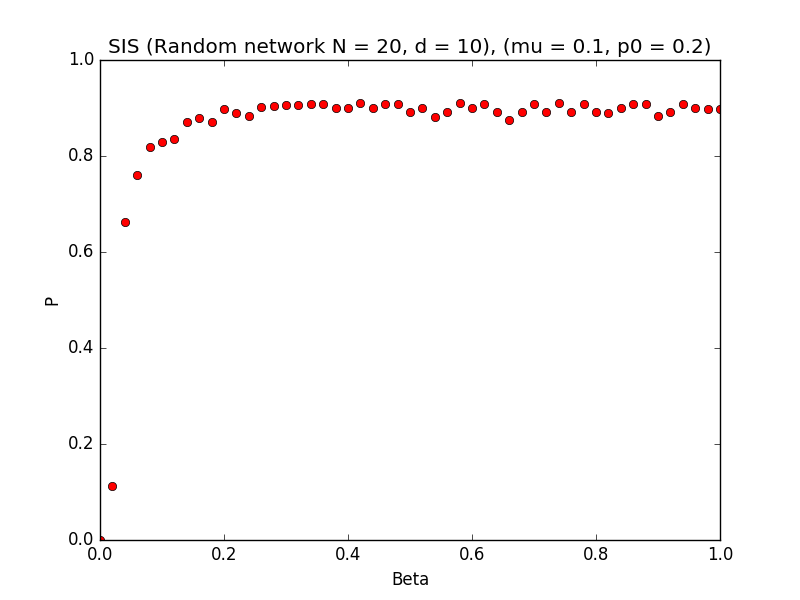 SIS (Random network N = 20, d = 10), (mu = 0.1, p0 = 0.2)
1.0
0.8
0.6
0.4
0.2
0.0
P
0.0 0.2 0.4 0.6 0.8 1.0
Beta